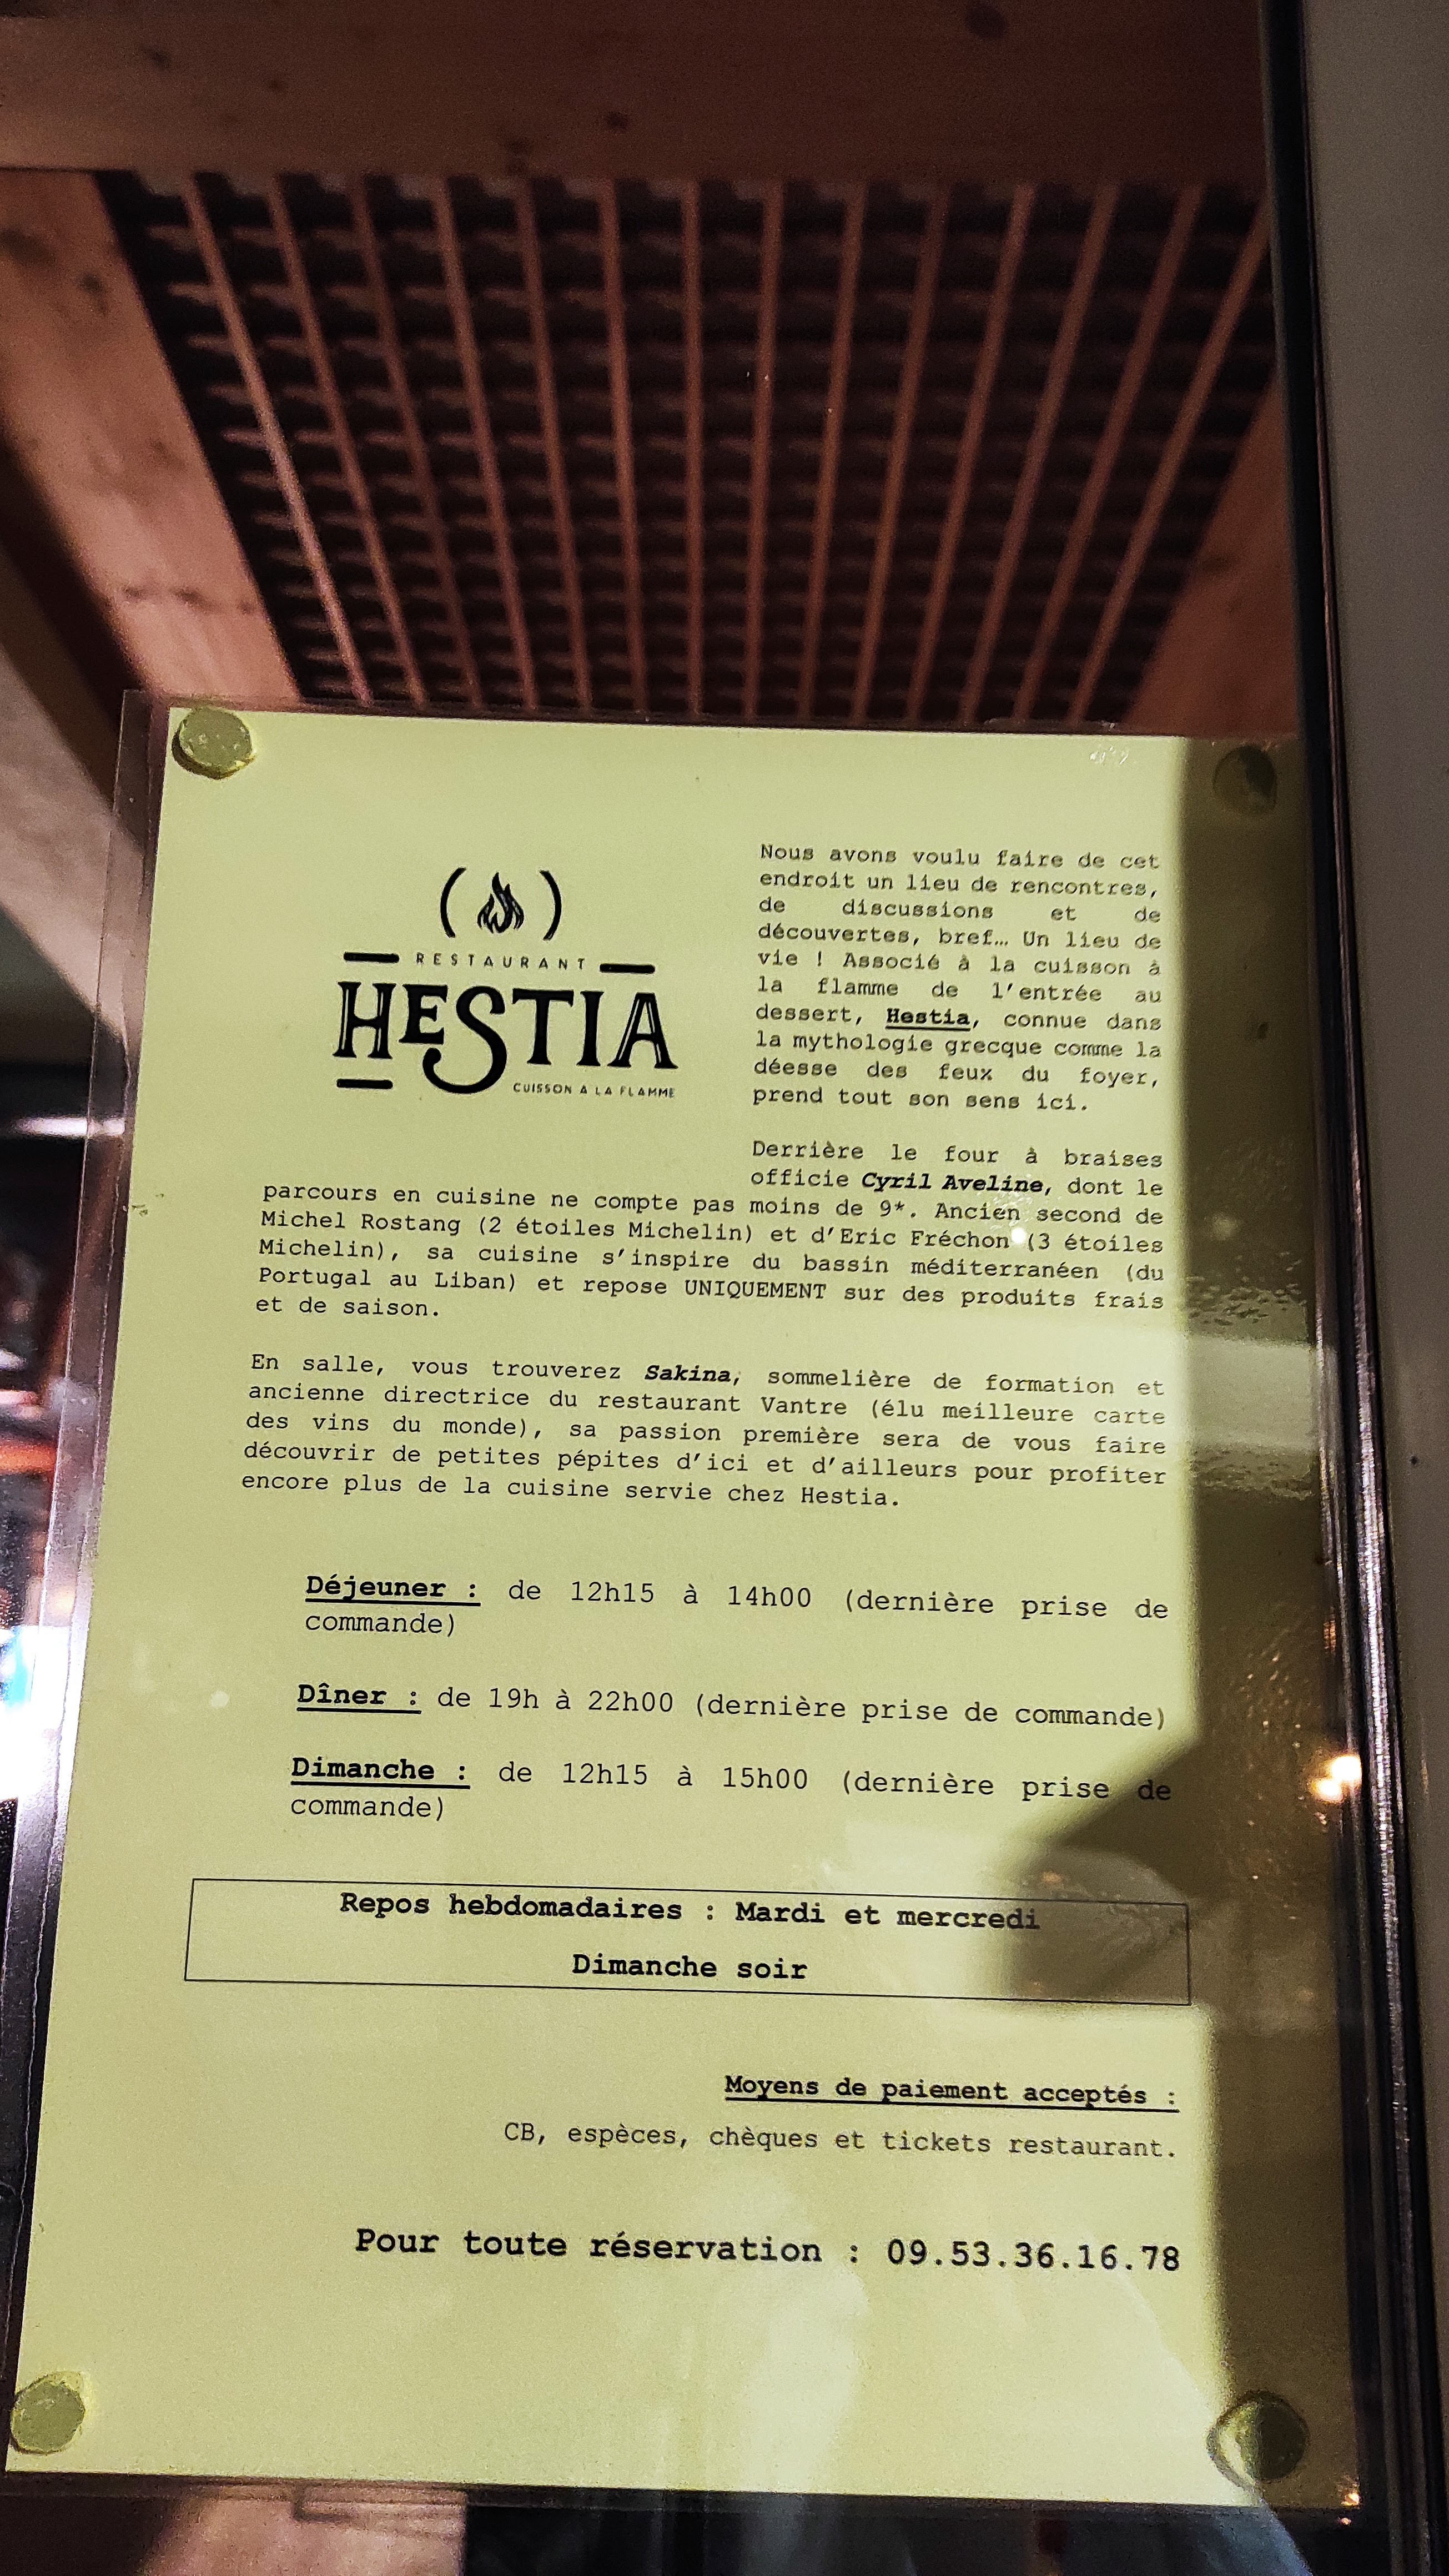 RESTAURANT
HESTIA
CUISSON A LA FLAMME
Nous avons voulu faire de cet
endroit un lieu de rencontres,
de discussions et de
découvertes, bref… Un lieu de
vie ! Associé à la cuisson à
la flamme de l'entrée au
dessert, Hestia, connue dans
la mythologie grecque comme la
déesse des feux du foyer,
prend tout son sens ici.
Derrière le four à braises
officie Cyril Aveline, dont le
parcours en cuisine ne compte pas moins de 9*. Ancien second de
Michel Rostang (2 étoiles Michelin) et d'Eric Fréchon (3 étoiles
Michelin), sa cuisine s'inspire du bassin méditerranéen (du
Portugal au Liban) et repose UNIQUEMENT sur des produits frais
et de saison.
En salle, vous trouverez Sakina, sommelière de formation et
ancienne directrice du restaurant Vantre (élu meilleure carte
des vins du monde), sa passion première sera de vous faire
découvrir de petites pépites d'ici et d'ailleurs pour profiter
encore plus de la cuisine servie chez Hestia.
Déjeuner : de 12h15 à 14h00 (dernière prise de
commande)
Dîner : de 19h à 22h00 (dernière prise de commande)
Dimanche : de 12h15 à 15h00 (dernière prise de
commande)
Repos hebdomadaires : Mardi et mercredi
Dimanche soir
Moyens de paiement acceptés :
CB, espèces, chèques et tickets restaurant.
Pour toute réservation : 09.53.36.16.78